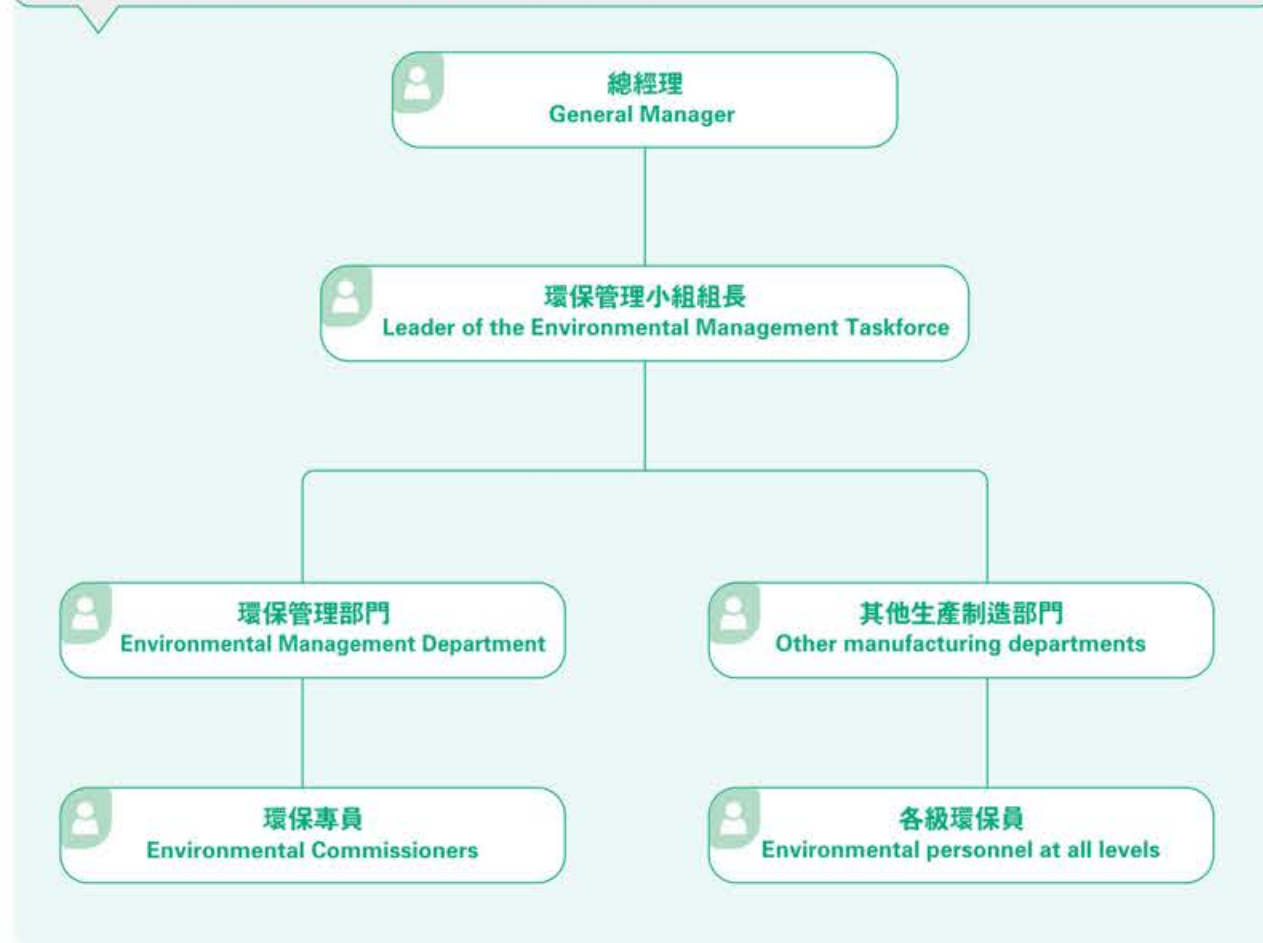 總經理
General Manager
環保管理小組組長
Leader of the Environmental Management Taskforce
環保管理部門
Environmental Management Department
其他生產制造部門
Other manufacturing departments
環保專員
Environmental Commissioners
各級環保員
Environmental personnel at all levels